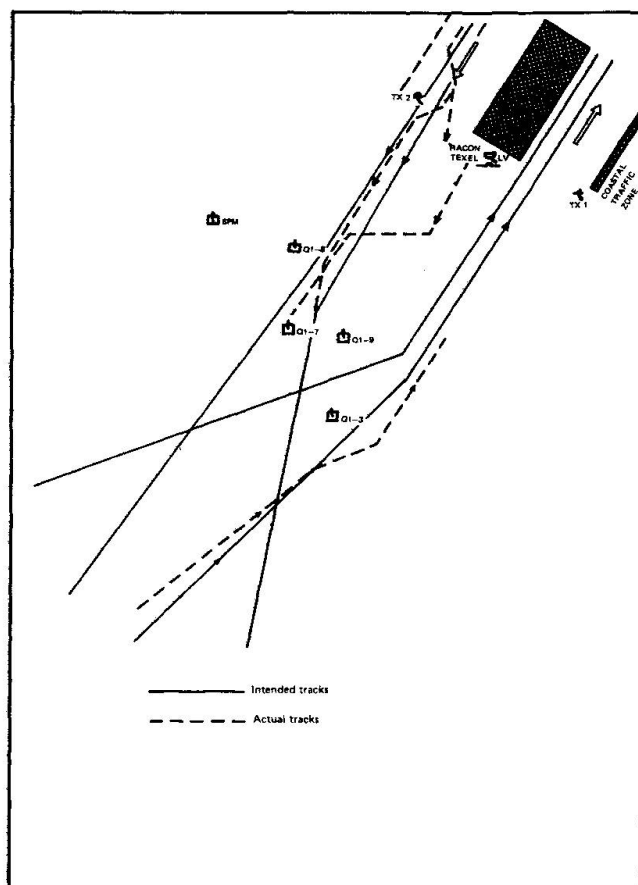 TX 2
RACON
TEXEL LV
TX 1
COASTAL
TRAFFIC
ZONE
SPM
Q1-8
Q1-7
Q1-9
Q1-3
Intended tracks
Actual tracks